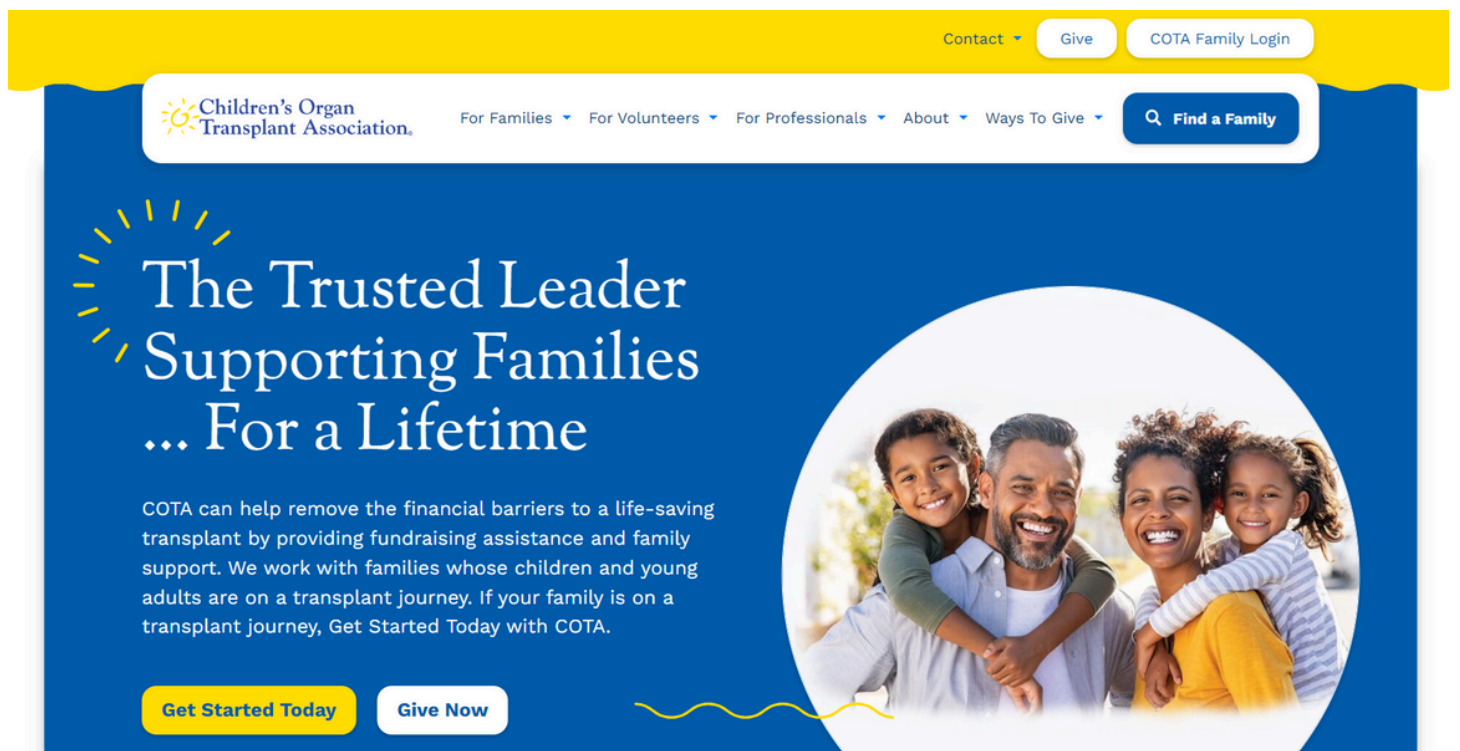 Contact
Give
COTA Family Login
Children's Organ
Transplant Association®
For Families
For Volunteers
For Professionals
About
Ways To Give
Find a Family
The Trusted Leader
Supporting Families
... For a Lifetime
COTA can help remove the financial barriers to a life-saving
transplant by providing fundraising assistance and family
support. We work with families whose children and young
adults are on a transplant journey. If your family is on a
transplant journey, Get Started Today with COTA.
Get Started Today
Give Now